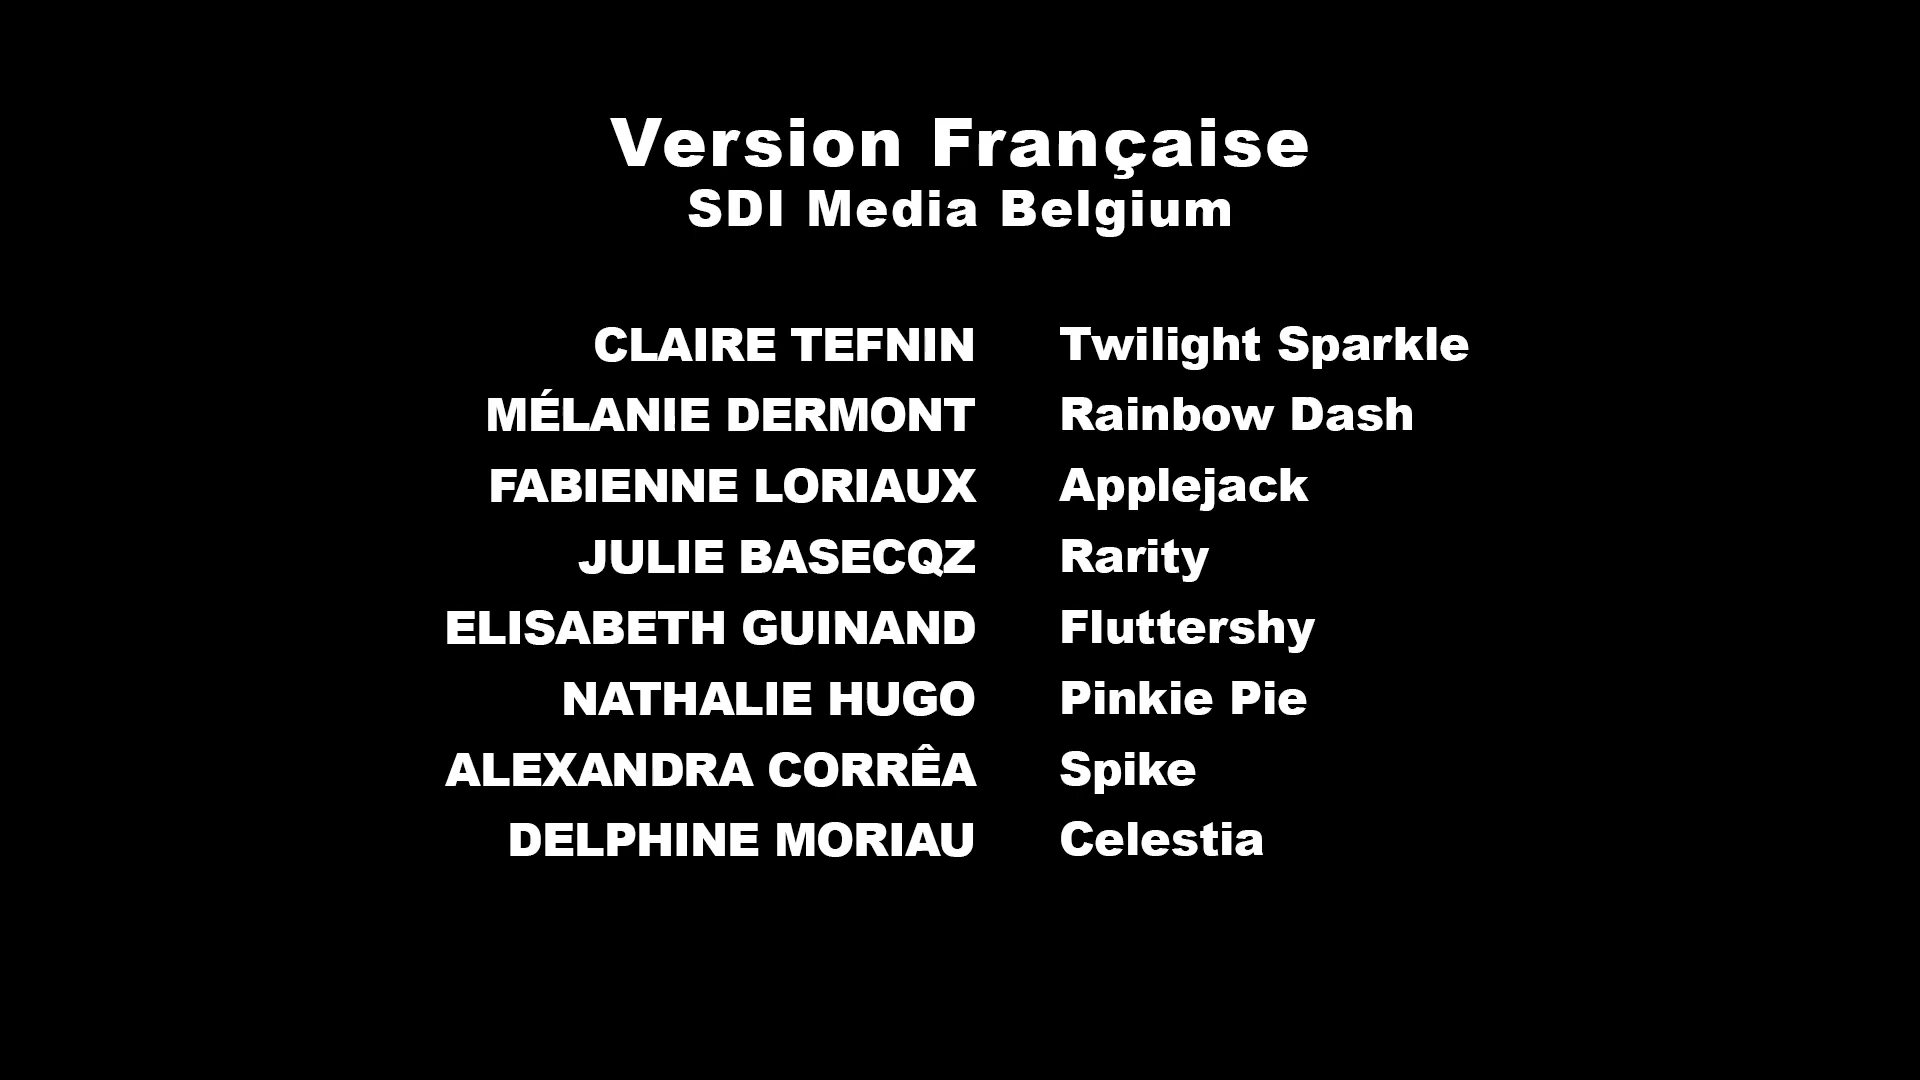 Version Française
SDI Media Belgium
CLAIRE TEFNIN Twilight Sparkle
MÉLANIE DERMONT Rainbow Dash
FABIENNE LORIAUX Applejack
JULIE BASECQZ Rarity
ELISABETH GUINAND Fluttershy
NATHALIE HUGO Pinkie Pie
ALEXANDRA CORRÊA Spike
DELPHINE MORIAU Celestia